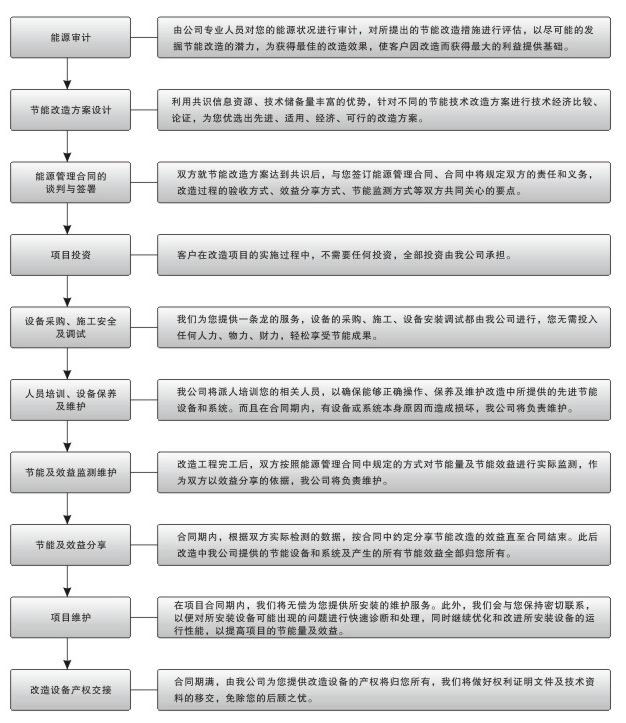 能源审计
由公司专业人员对您的能源状况进行审计，对所提出的节能改造措施进行评估，以尽可能的发
掘节能改造的潜力，为获得最佳的改造效果，使客户因改造而获得最大的利益提供基础。
节能改造方案设计
利用共识信息资源、技术储备量丰富的优势，针对不同的节能技术改造方案进行技术经济比较、
论证，为您优选出先进、适用、经济、可行的改造方案。
能源管理合同的
谈判与签署
双方就节能改造方案达到共识后，与您签订能源管理合同、合同中将规定双方的责任和义务，
改造过程的验收方式、效益分享方式、节能监测方式等双方共同关心的要点。
项目投资
客户在改造项目的实施过程中，不需要任何投资，全部投资由我公司承担。
设备采购、施工安全
及调试
我们为您提供一条龙的服务，设备的采购、施工、设备安装调试都由我公司进行，您无需投入
任何人力、物力、财力，轻松享受节能成果。
人员培训、设备保养
及维护
我公司将派人培训您的相关人员，以确保能够正确操作、保养及维护改造中所提供的先进节能
设备和系统。而且在合同期内，有设备或系统本身原因而造成损坏，我公司将负责维护。
节能及效益监测维护
改造工程完工后，双方按照能源管理合同中规定的方式对节能量及节能效益进行实际监测，作
为双方以效益分享的依据，我公司将负责维护。
节能及效益分享
合同期内，根据双方实际检测的数据，按合同中约定分享节能改造的效益直至合同结束。此后
改造中我公司提供的节能设备和系统及产生的所有节能效益全部归您所有。
项目维护
在项目合同期内，我们将无偿为您提供所安装的维护服务。此外，我们会与您保持密切联系，
以便对所安装设备可能出现的问题进行快速诊断和处理，同时继续优化和改进所安装设备的运
行性能，以提高项目的节能量及效益。
改造设备产权交接
合同期满，由我公司为您提供改造设备的产权将归您所有，我们将做好权利证明文件及技术资
料的移交，免除您的后顾之忧。